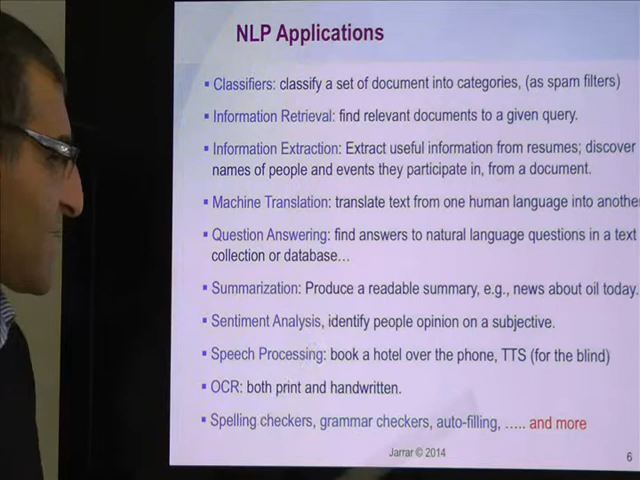 NLP Applications
▪ Classifiers: classify a set of document into categories, (as spam filters)
▪ Information Retrieval: find relevant documents to a given query.
▪ Information Extraction: Extract useful information from resumes; discover
names of people and events they participate in, from a document.
▪ Machine Translation: translate text from one human language into another
▪ Question Answering: find answers to natural language questions in a text
collection or database…
▪ Summarization: Produce a readable summary, e.g., news about oil today.
▪ Sentiment Analysis, identify people opinion on a subjective.
▪ Speech Processing: book a hotel over the phone, TTS (for the blind)
▪ OCR: both print and handwritten.
▪ Spelling checkers, grammar checkers, auto-filling, ..... and more
Jarrar © 2014
6